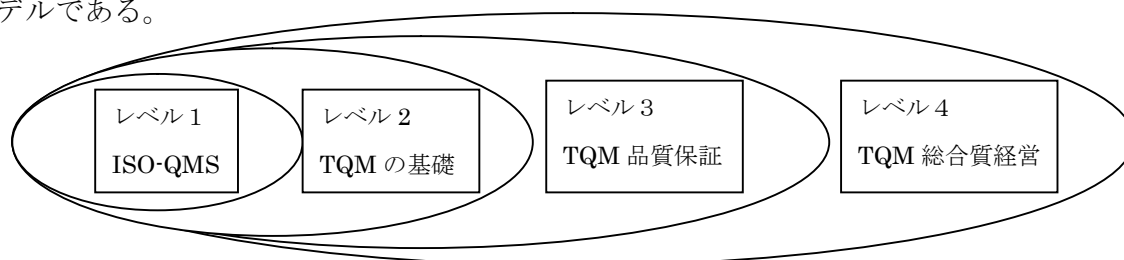 デルである。
レベル 1
ISO-QMS
レベル 2
TQM の基礎
レベル 3
TQM 品質保証
レベル 4
TQM 総合質経営